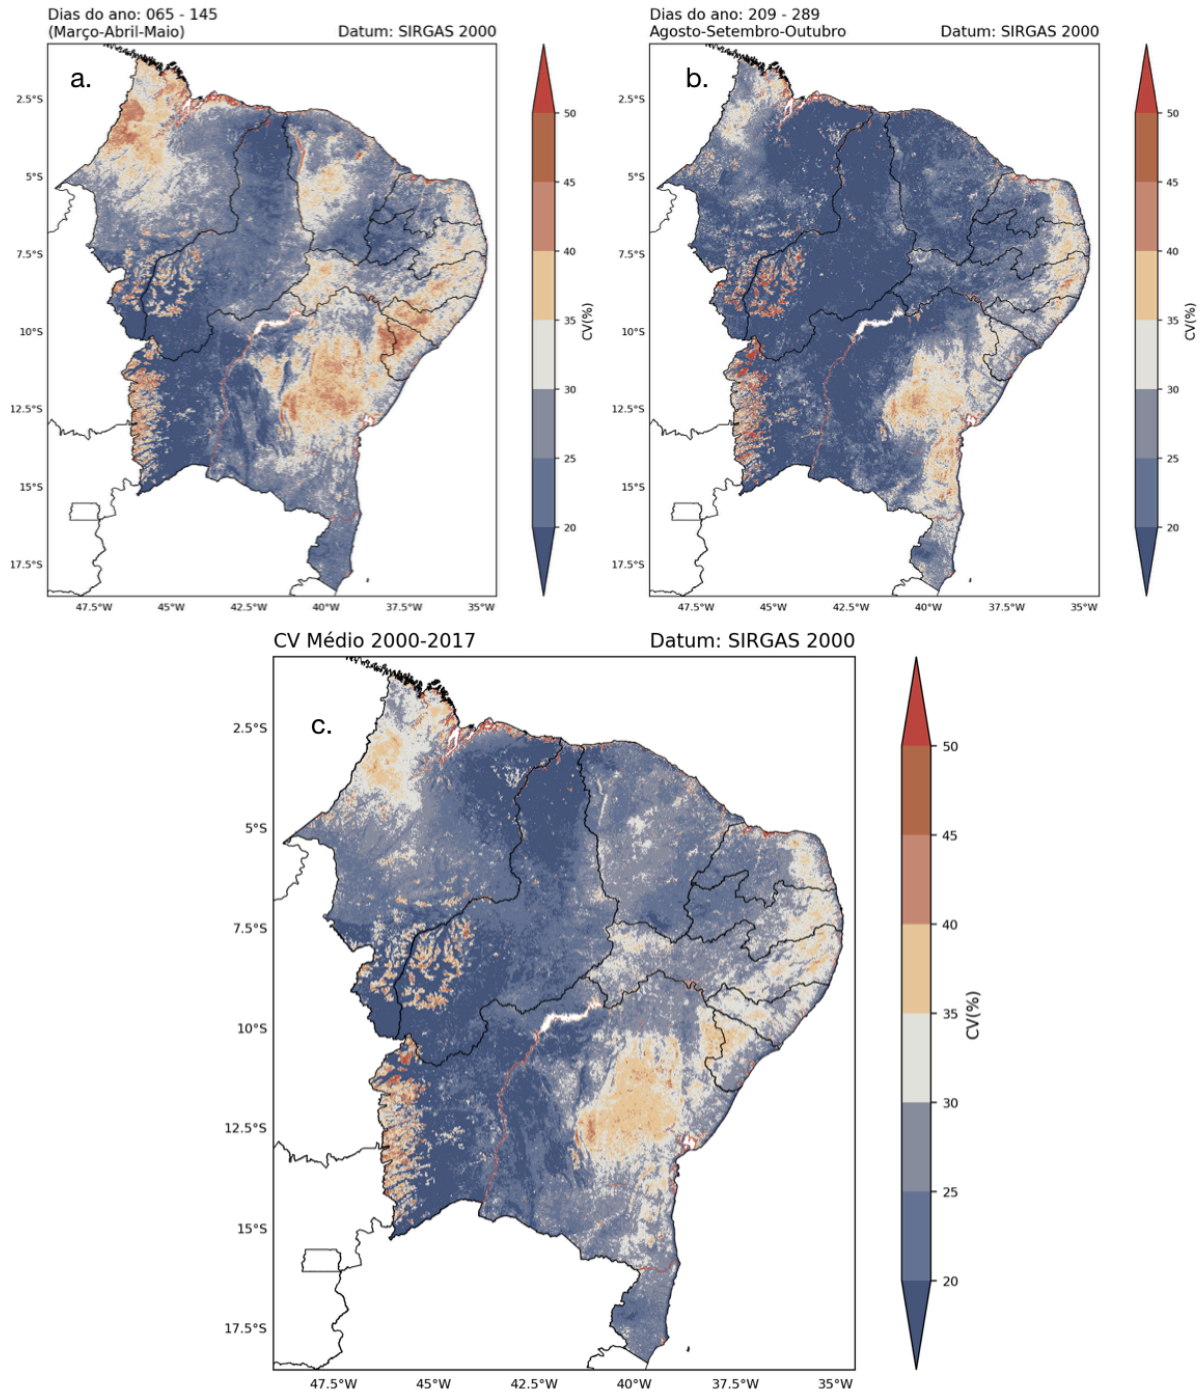 Dias do ano: 065 - 145
(Março-Abril-Maio) Datum: SIRGAS 2000
a.
2.5°S
5°S
7.5°S
10°S
12.5°S
15°S
17.5°S
47.5°W 45°W 42.5°W 40°W 37.5°W 35°W
50
45
40
35
30
25
20
CV(%)
Dias do ano: 209 - 289
Agosto-Setembro-Outubro Datum: SIRGAS 2000
b.
2.5°S
5°S
7.5°S
10°S
12.5°S
15°S
17.5°S
47.5°W 45°W 42.5°W 40°W 37.5°W 35°W
50
45
40
35
30
25
20
CV(%)
CV Médio 2000-2017 Datum: SIRGAS 2000
c.
2.5°S
5°S
7.5°S
10°S
12.5°S
15°S
17.5°S
47.5°W 45°W 42.5°W 40°W 37.5°W 35°W
50
45
40
35
30
25
20
CV(%)